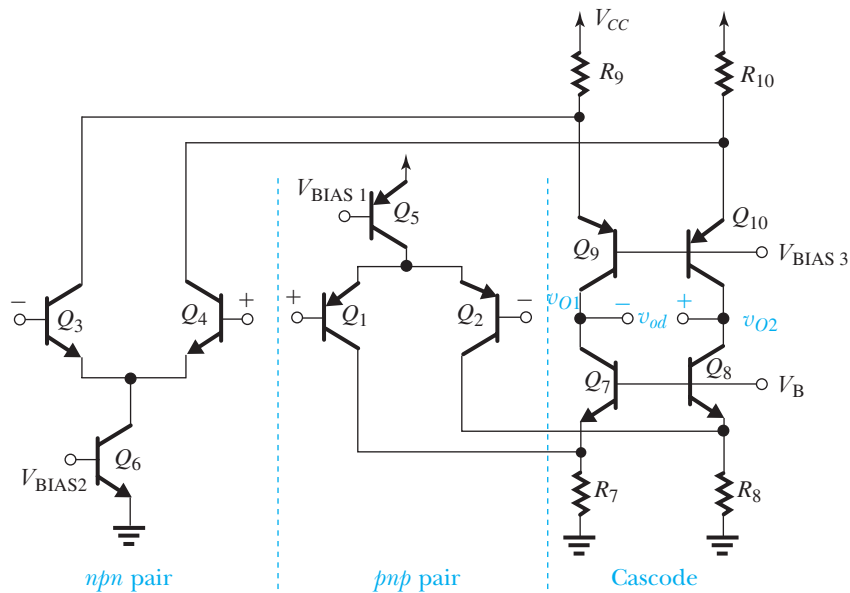 V_CC
R_9
R_10
V_BIAS 1
Q_5
Q_10
Q_9
V_BIAS 3
−
Q_3
Q_4
+
+
Q_1
Q_2
−
v_O1
−
v_od
+
v_O2
Q_7
Q_8
V_B
V_BIAS2
Q_6
R_7
R_8
npn pair
pnp pair
Cascode